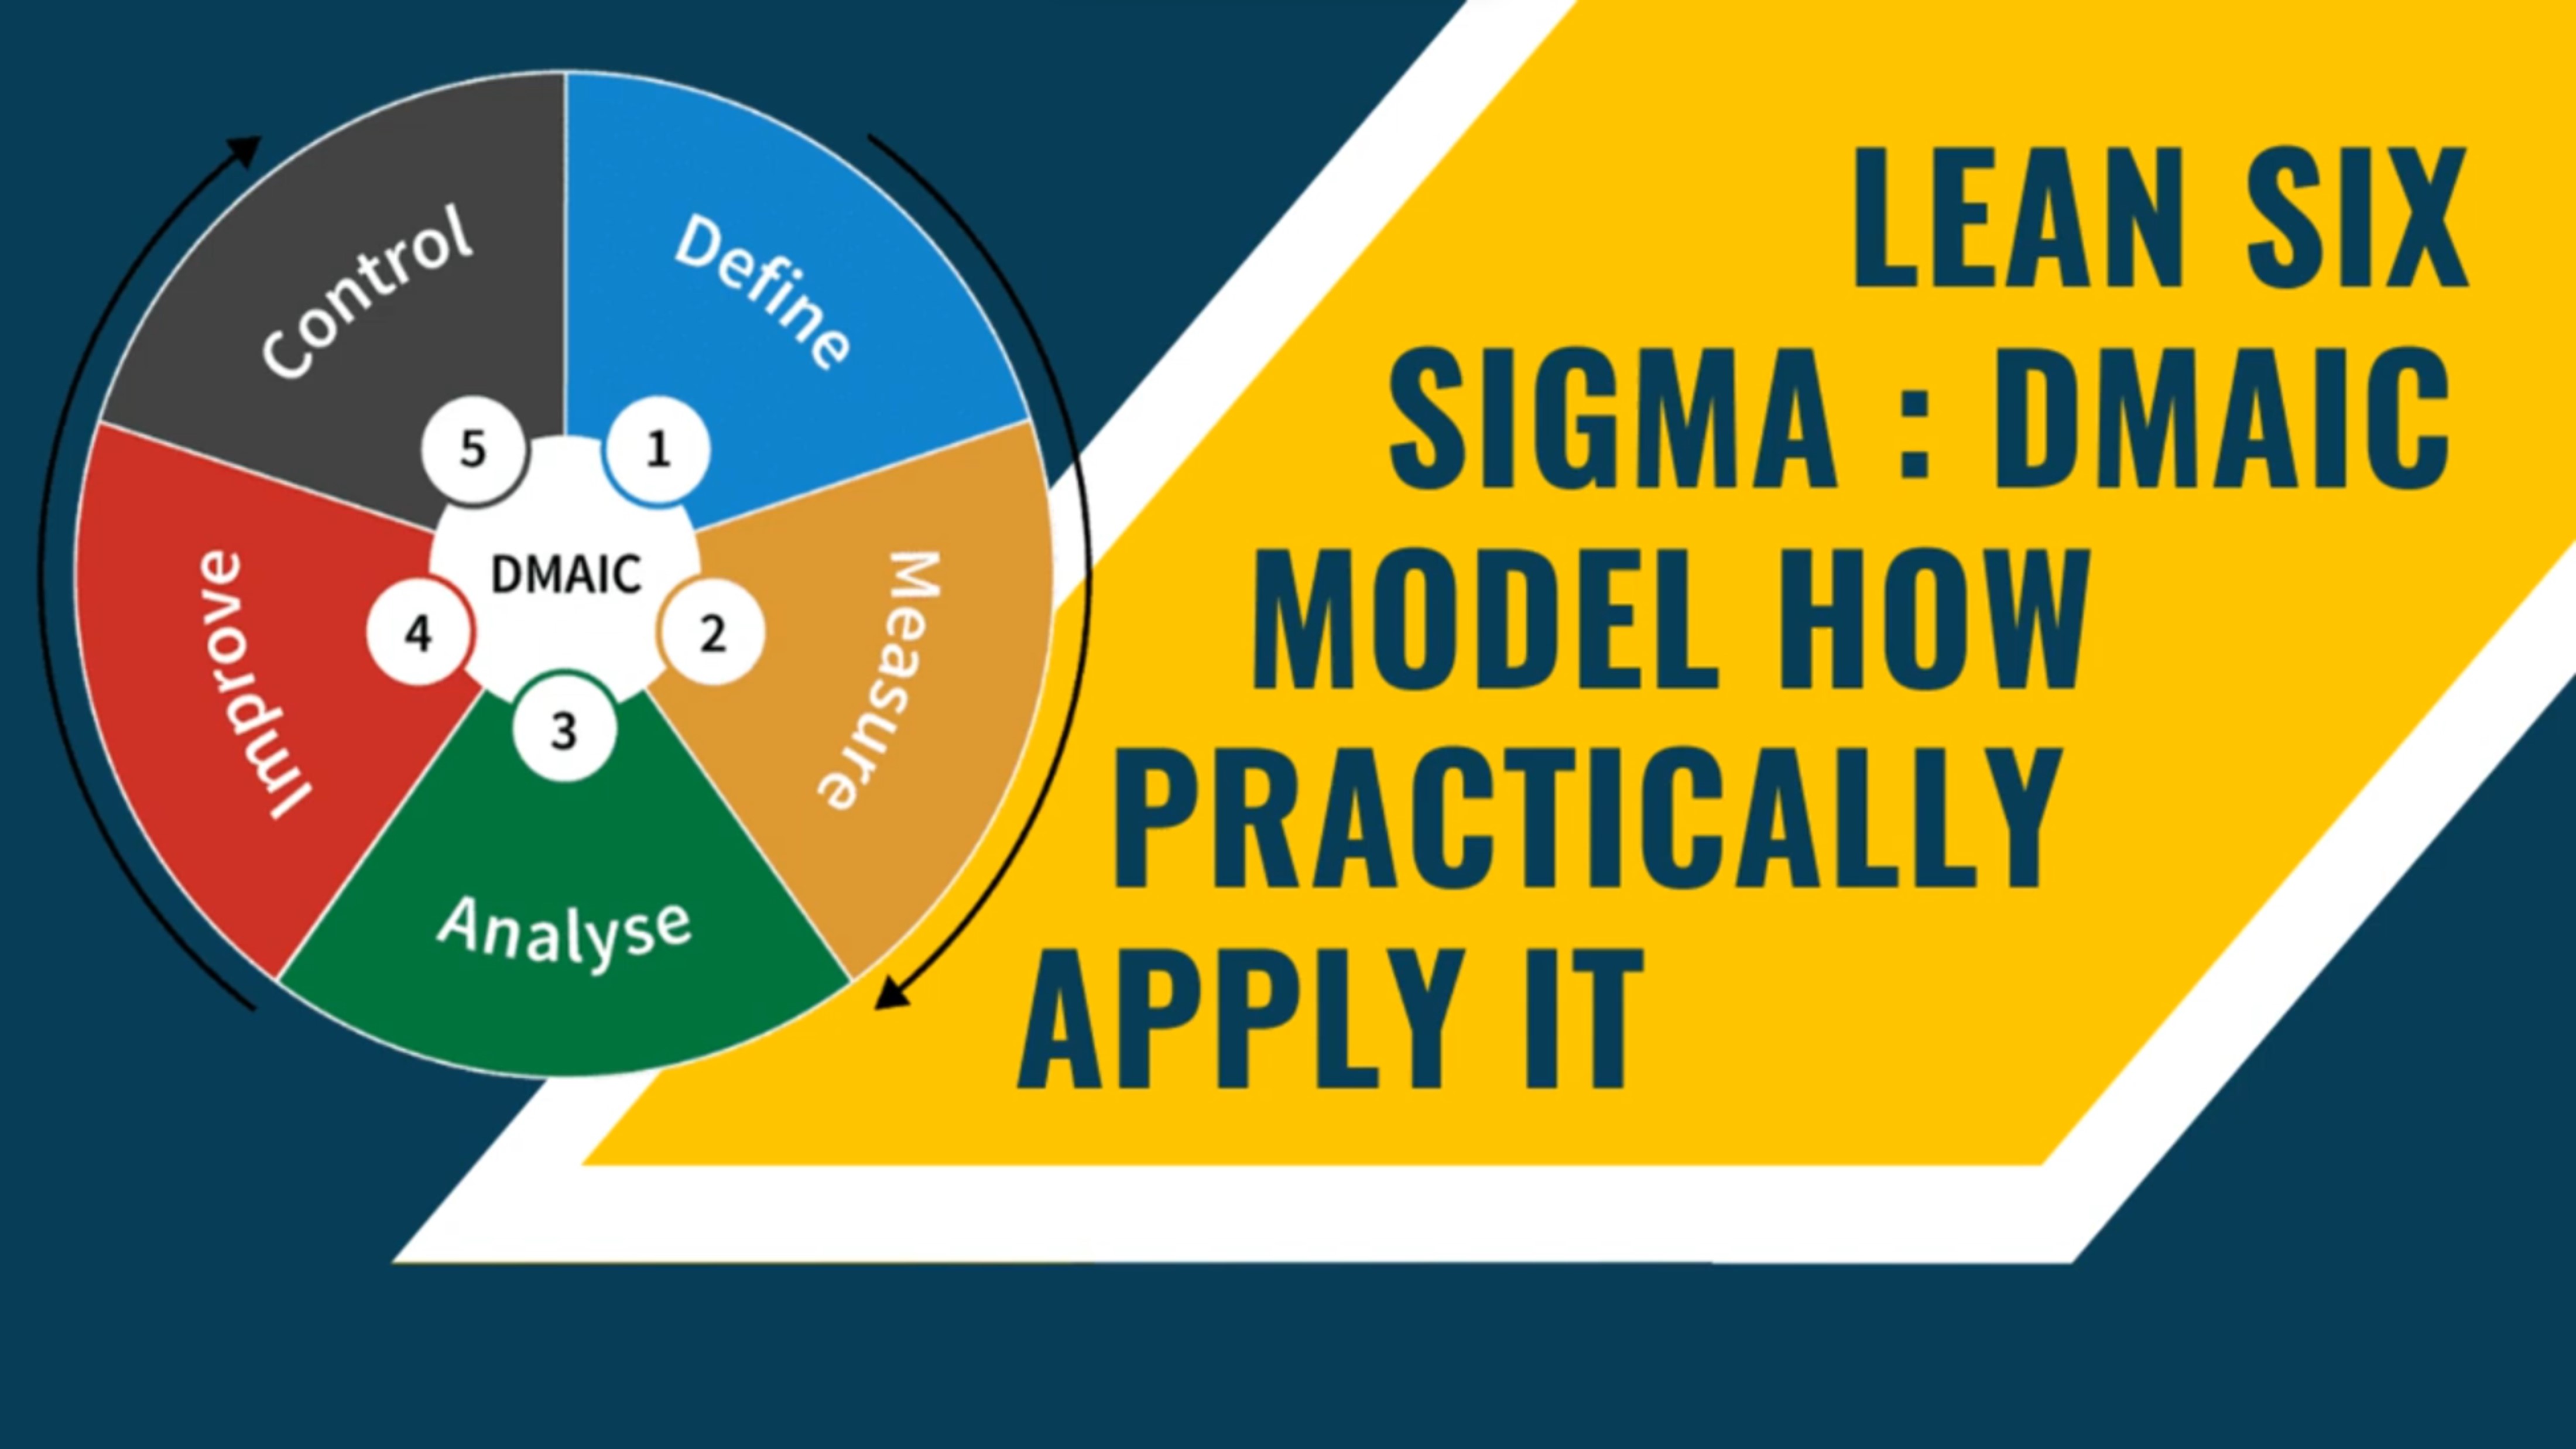 Define
Measure
Analyse
Improve
Control
1
2
3
4
5
DMAIC
LEAN SIX
SIGMA : DMAIC
MODEL HOW
PRACTICALLY
APPLY IT